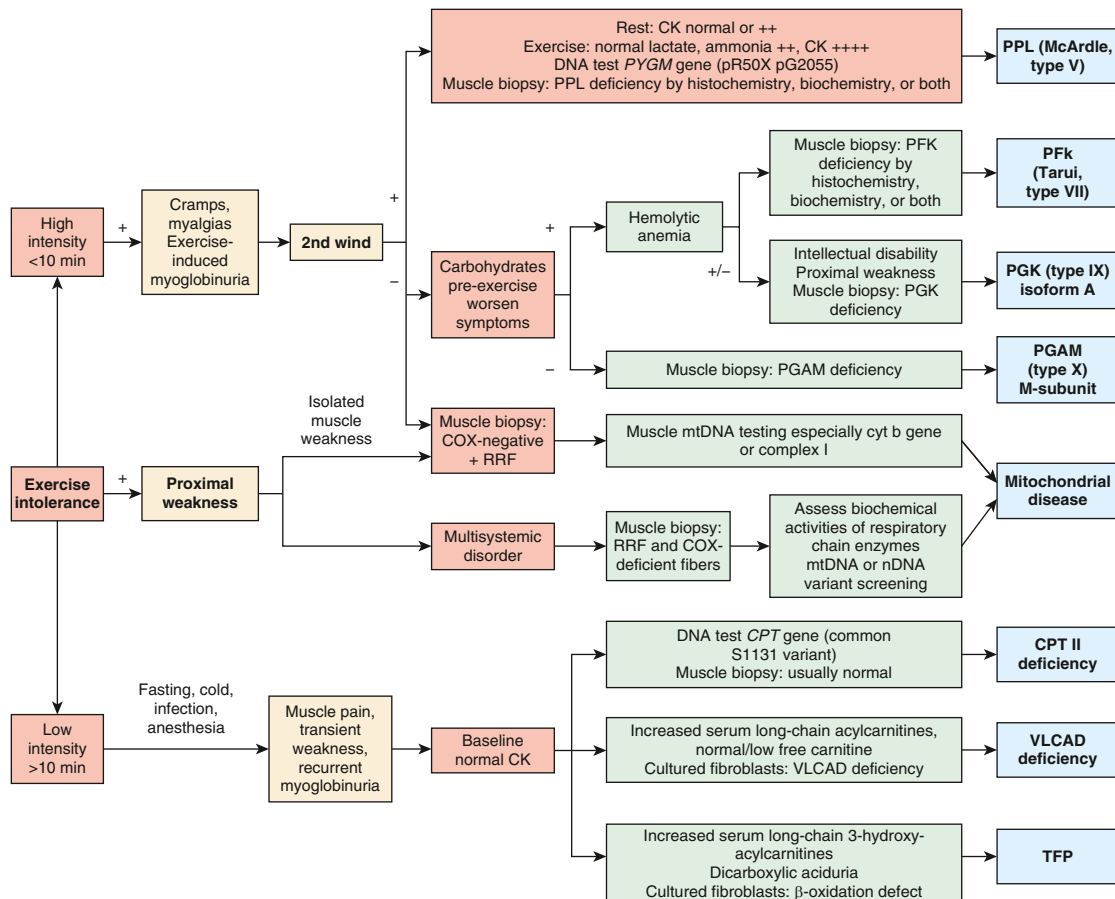 Rest: CK normal or ++
Exercise: normal lactate, ammonia ++, CK ++++
DNA test PYGM gene (pR50X pG2055)
Muscle biopsy: PPL deficiency by histochemistry, biochemistry, or both
PPL (McArdle,
type V)
High
intensity
<10 min
+
Cramps,
myalgias
Exercise-
induced
myoglobinuria
2nd wind
+
−
Carbohydrates
pre-exercise
worsen
symptoms
+
−
Hemolytic
anemia
+/−
Muscle biopsy: PFK
deficiency by
histochemistry,
biochemistry, or both
PFk
(Tarui,
type VII)
Intellectual disability
Proximal weakness
Muscle biopsy: PGK
deficiency
PGK (type IX)
isoform A
Muscle biopsy: PGAM deficiency
PGAM
(type X)
M-subunit
Exercise
intolerance
+
Proximal
weakness
Isolated
muscle
weakness
Muscle biopsy:
COX-negative
+ RRF
Muscle mtDNA testing especially cyt b gene
or complex I
Mitochondrial
disease
Multisystemic
disorder
Muscle biopsy:
RRF and COX-
deficient fibers
Assess biochemical
activities of respiratory
chain enzymes
mtDNA or nDNA
variant screening
Low
intensity
>10 min
Fasting, cold,
infection,
anesthesia
Muscle pain,
transient
weakness,
recurrent
myoglobinuria
Baseline
normal CK
DNA test CPT gene (common
S1131 variant)
Muscle biopsy: usually normal
CPT II
deficiency
Increased serum long-chain acylcarnitines,
normal/low free carnitine
Cultured fibroblasts: VLCAD deficiency
VLCAD
deficiency
Increased serum long-chain 3-hydroxy-
acylcarnitines
Dicarboxylic aciduria
Cultured fibroblasts: β-oxidation defect
TFP